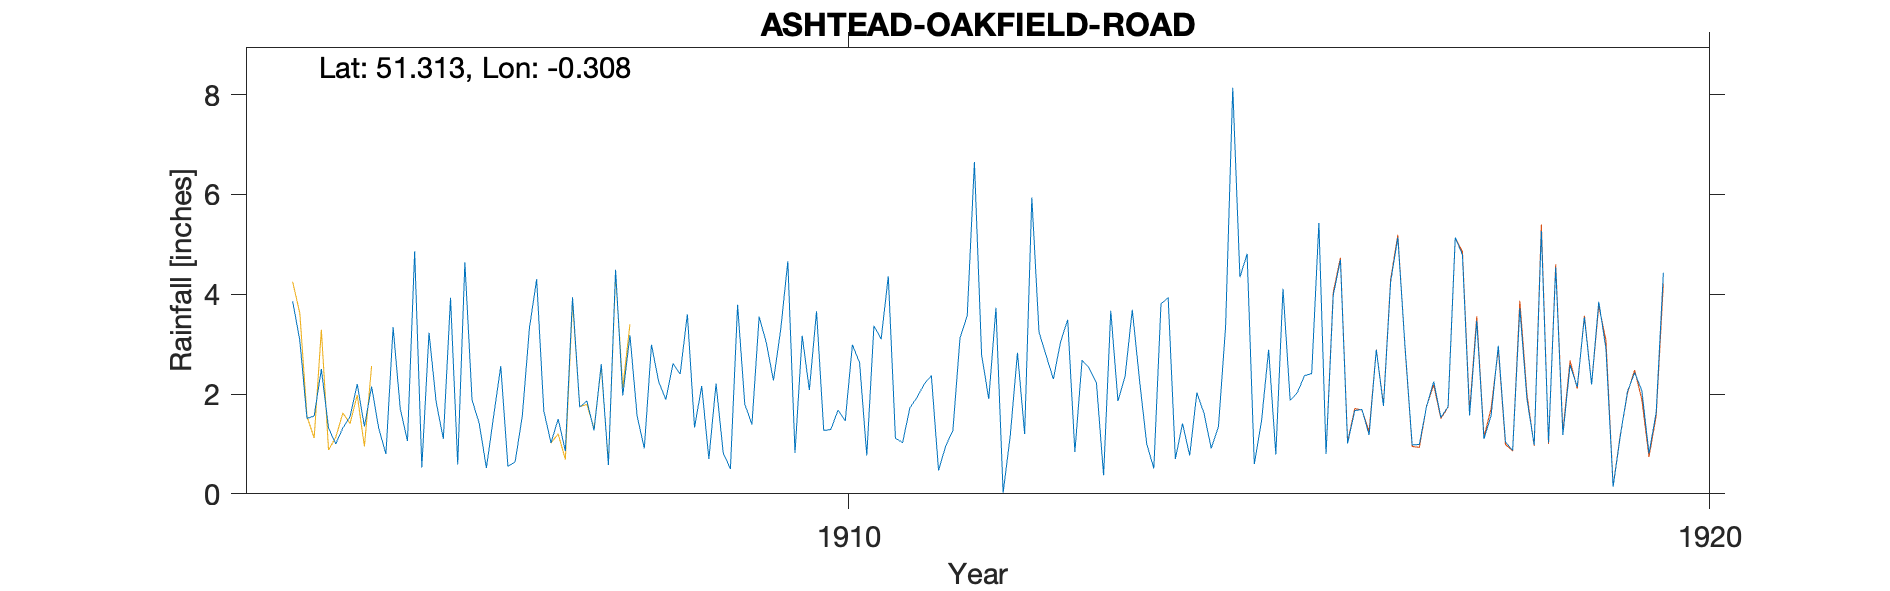 ASHTEAD-OAKFIELD-ROAD
Lat: 51.313, Lon: -0.308
8
6
4
2
0
Rainfall [inches]
1910
1920
Year